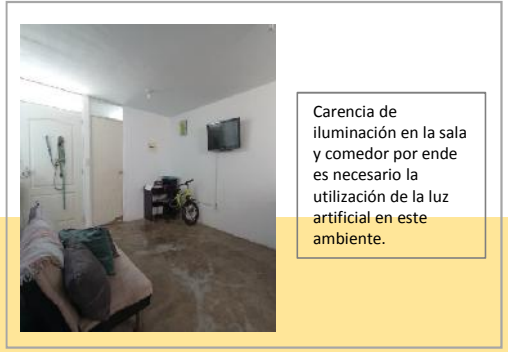 Carencia de
iluminación en la sala
y comedor por ende
es necesario la
utilización de la luz
artificial en este
ambiente.